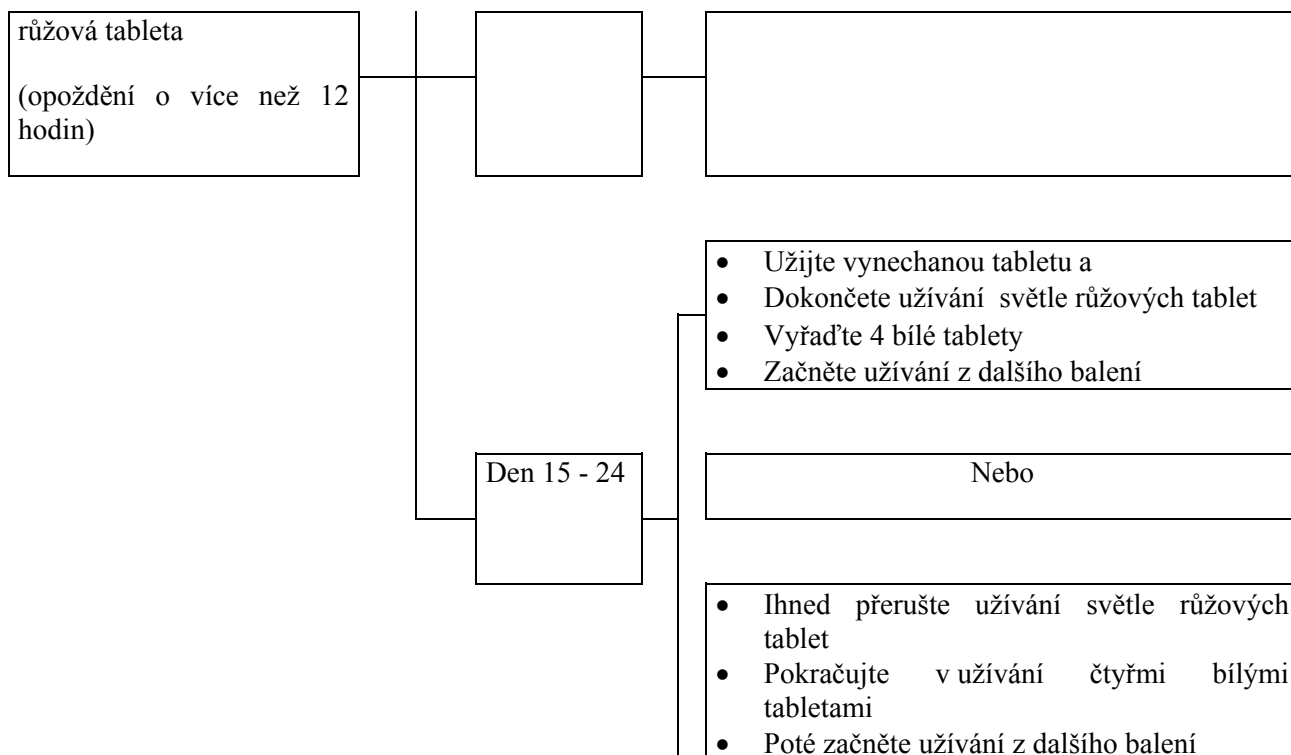 růžová tableta
(opoždění o více než 12
hodin)
• Užijte vynechanou tabletu a
• Dokončete užívání světle růžových tablet
• Vyřaďte 4 bílé tablety
• Začněte užívání z dalšího balení
Den 15 - 24
Nebo
• Ihned přerušte užívání světle růžových
tablet
• Pokračujte v užívání čtyřmi bílými
tabletami
• Poté začněte užívání z dalšího balení